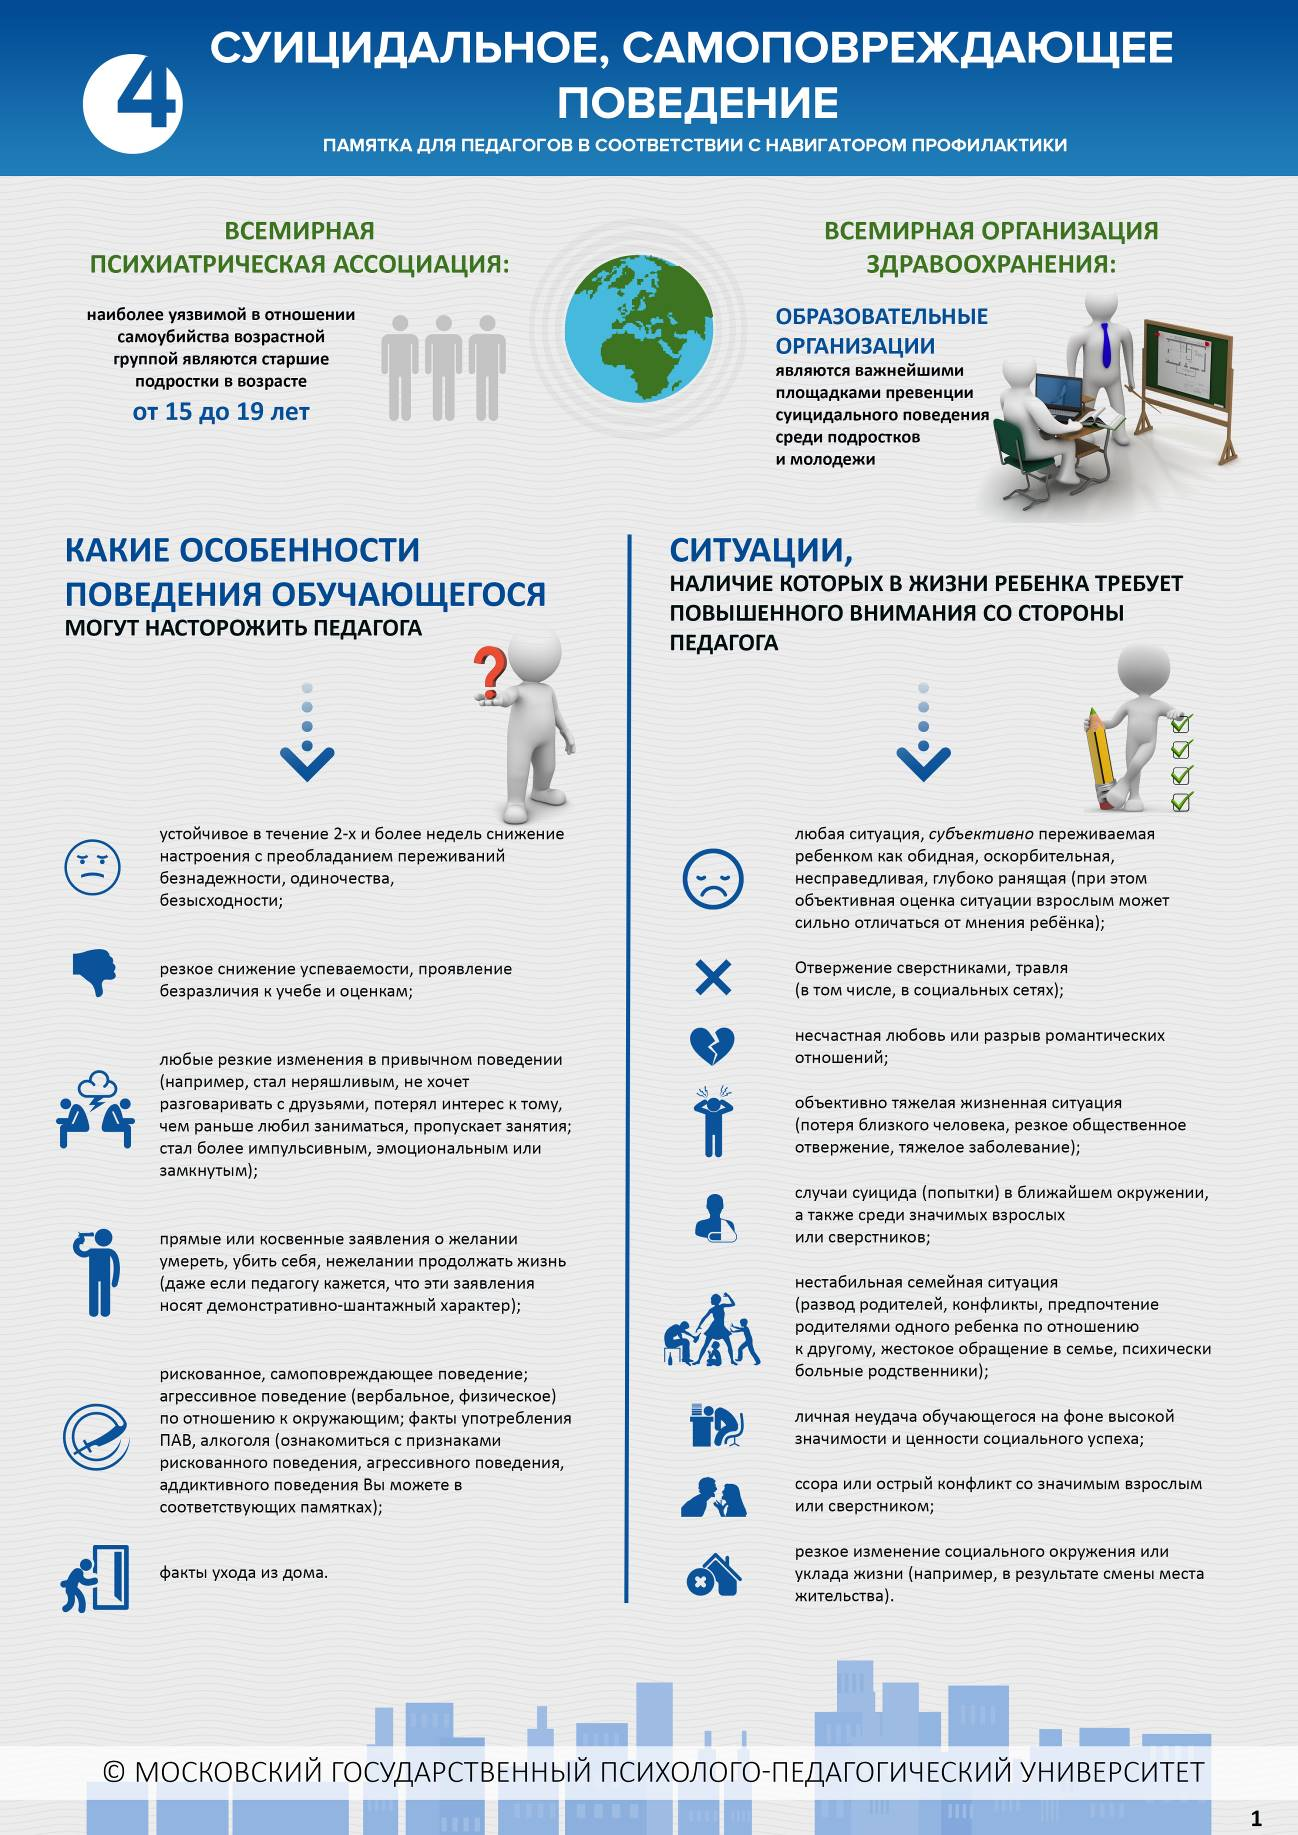 4
СУИЦИДАЛЬНОЕ, САМОПОВРЕЖДАЮЩЕЕ
ПОВЕДЕНИЕ
ПАМЯТКА ДЛЯ ПЕДАГОГОВ В СООТВЕТСТВИИ С НАВИГАТОРОМ ПРОФИЛАКТИКИ
ВСЕМИРНАЯ
ПСИХИАТРИЧЕСКАЯ АССОЦИАЦИЯ:
наиболее уязвимой в отношении
самоубийства возрастной
группой являются старшие
подростки в возрасте
от 15 до 19 лет
ВСЕМИРНАЯ ОРГАНИЗАЦИЯ
ЗДРАВООХРАНЕНИЯ:
ОБРАЗОВАТЕЛЬНЫЕ
ОРГАНИЗАЦИИ
являются важнейшими
площадками превенции
суицидального поведения
среди подростков
и молодежи
КАКИЕ ОСОБЕННОСТИ
ПОВЕДЕНИЯ ОБУЧАЮЩЕГОСЯ
МОГУТ НАСТОРОЖИТЬ ПЕДАГОГА
?
устойчивое в течение 2-х и более недель снижение
настроения с преобладанием переживаний
безнадежности, одиночества,
безысходности;
резкое снижение успеваемости, проявление
безразличия к учебе и оценкам;
любые резкие изменения в привычном поведении
(например, стал неряшливым, не хочет
разговаривать с друзьями, потерял интерес к тому,
чем раньше любил заниматься, пропускает занятия;
стал более импульсивным, эмоциональным или
замкнутым);
прямые или косвенные заявления о желании
умереть, убить себя, нежелании продолжать жизнь
(даже если педагогу кажется, что эти заявления
носят демонстративно-шантажный характер);
рискованное, самоповреждающее поведение;
агрессивное поведение (вербальное, физическое)
по отношению к окружающим; факты употребления
ПАВ, алкоголя (ознакомиться с признаками
рискованного поведения, агрессивного поведения,
аддиктивного поведения Вы можете в
соответствующих памятках);
факты ухода из дома.
СИТУАЦИИ,
НАЛИЧИЕ КОТОРЫХ В ЖИЗНИ РЕБЕНКА ТРЕБУЕТ
ПОВЫШЕННОГО ВНИМАНИЯ СО СТОРОНЫ
ПЕДАГОГА
любая ситуация, субъективно переживаемая
ребенком как обидная, оскорбительная,
несправедливая, глубоко ранящая (при этом
объективная оценка ситуации взрослым может
сильно отличаться от мнения ребёнка);
Отвержение сверстниками, травля
(в том числе, в социальных сетях);
несчастная любовь или разрыв романтических
отношений;
объективно тяжелая жизненная ситуация
(потеря близкого человека, резкое общественное
отвержение, тяжелое заболевание);
случаи суицида (попытки) в ближайшем окружении,
а также среди значимых взрослых
или сверстников;
нестабильная семейная ситуация
(развод родителей, конфликты, предпочтение
родителями одного ребенка по отношению
к другому, жестокое обращение в семье, психически
больные родственники);
личная неудача обучающегося на фоне высокой
значимости и ценности социального успеха;
ссора или острый конфликт со значимым взрослым
или сверстником;
резкое изменение социального окружения или
уклада жизни (например, в результате смены места
жительства).
© МОСКОВСКИЙ ГОСУДАРСТВЕННЫЙ ПСИХОЛОГО-ПЕДАГОГИЧЕСКИЙ УНИВЕРСИТЕТ
1